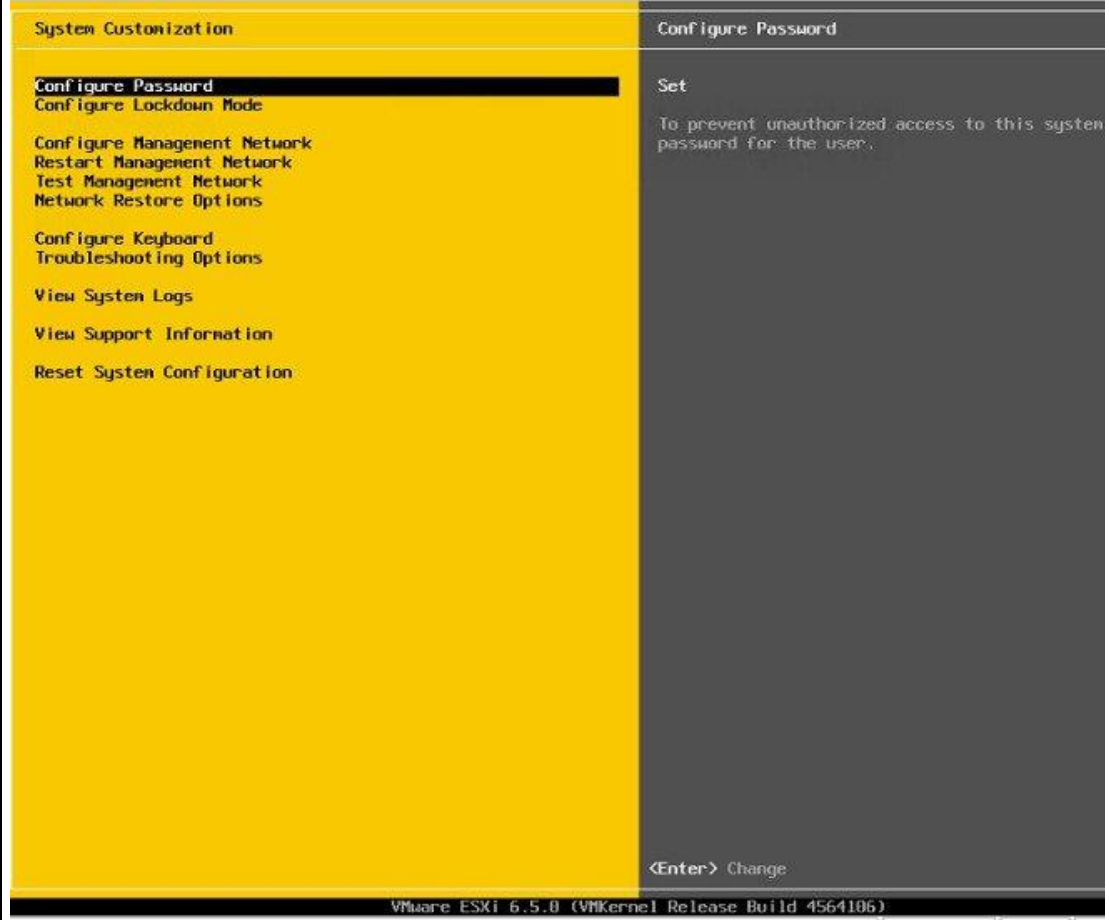 System Customization
Configure Password
Configure Password
Configure Lockdown Mode
Configure Management Network
Restart Management Network
Test Management Network
Network Restore Options
Configure Keyboard
Troubleshooting Options
View System Logs
View Support Information
Reset System Configuration
Set
To prevent unauthorized access to this system
password for the user.
<Enter> Change
VMware ESXi 6.5.0 (VMKernel Release Build 4564106)